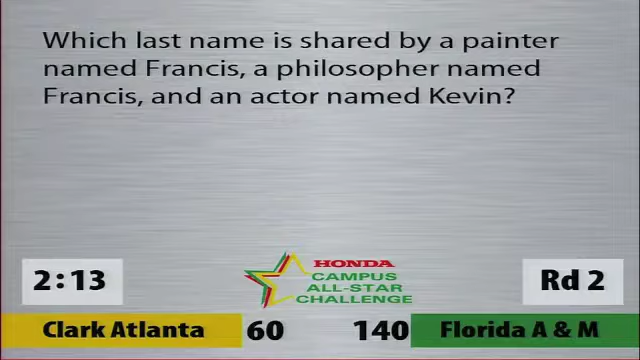 Which last name is shared by a painter
named Francis, a philosopher named
Francis, and an actor named Kevin?
2:13
HONDA
CAMPUS
ALL-STAR
CHALLENGE
Rd 2
Clark Atlanta 60 140 Florida A & M